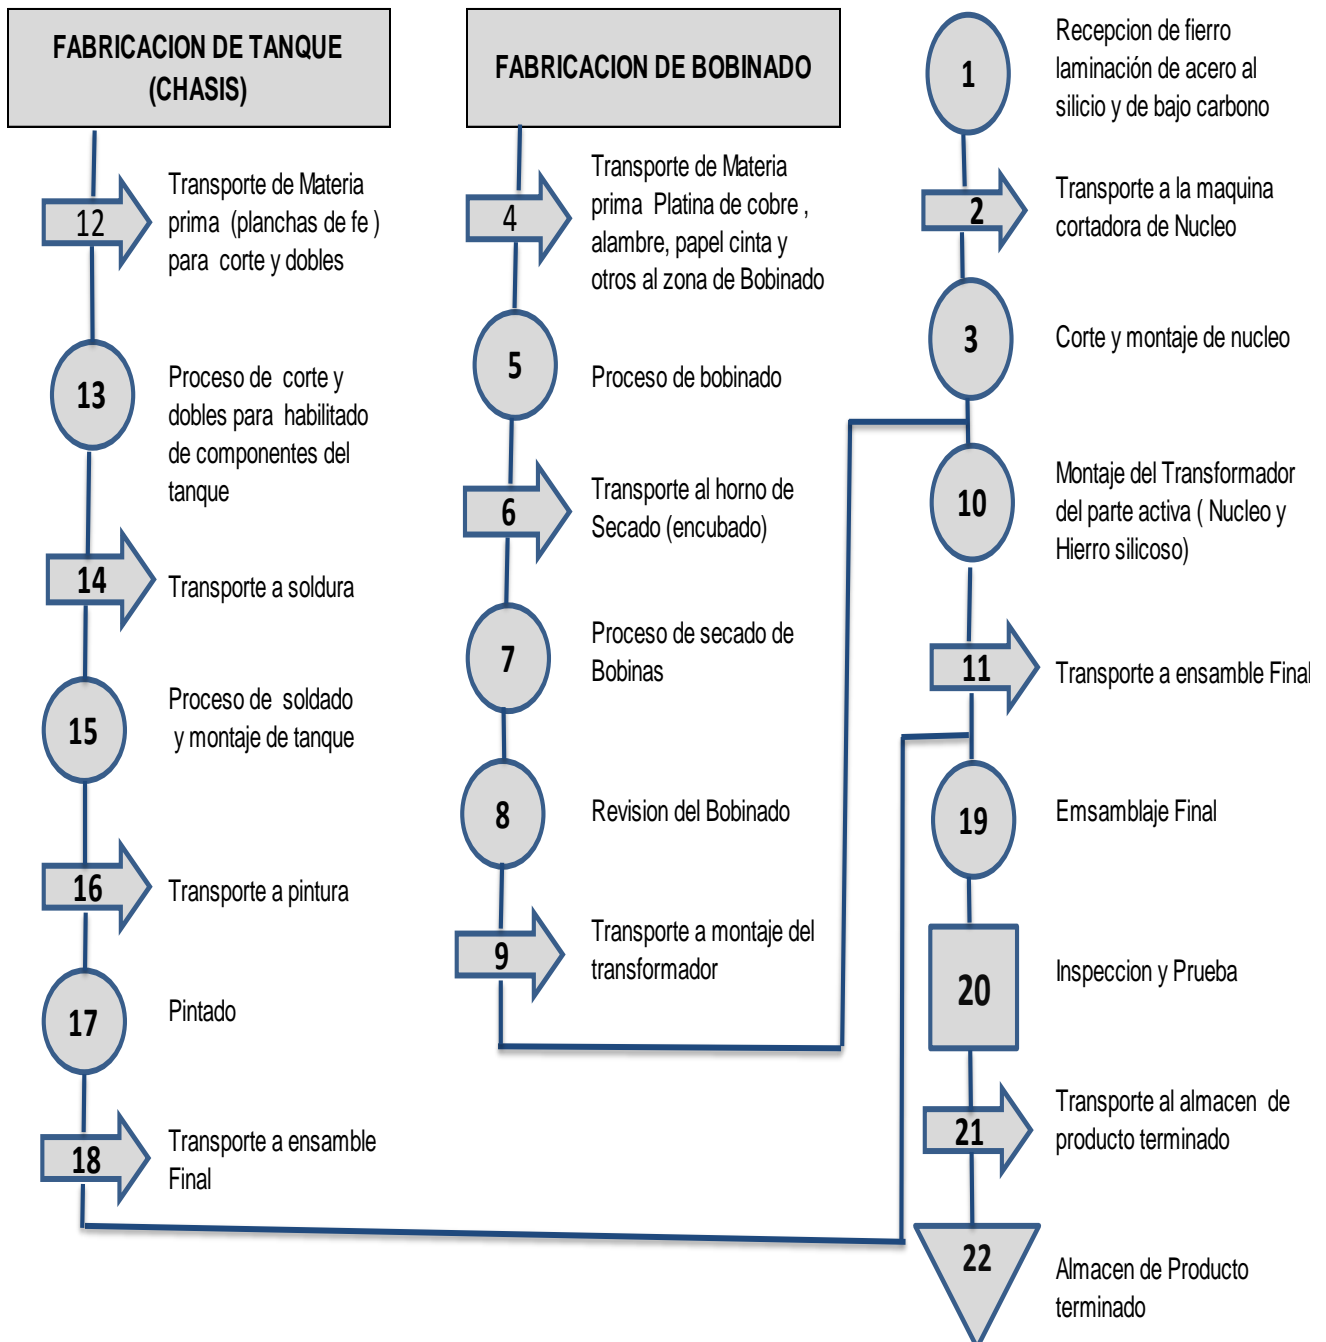 FABRICACION DE TANQUE
(CHASIS)
12
Transporte de Materia
prima (planchas de fe )
para corte y dobles
13
Proceso de corte y
dobles para habilitado
de componentes del
tanque
14
Transporte a soldura
15
Proceso de soldado
y montaje de tanque
16
Transporte a pintura
17
Pintado
18
Transporte a ensamble
Final
FABRICACION DE BOBINADO
4
Transporte de Materia
prima Platina de cobre ,
alambre, papel cinta y
otros al zona de Bobinado
5
Proceso de bobinado
6
Transporte al horno de
Secado (encubado)
7
Proceso de secado de
Bobinas
8
Revision del Bobinado
9
Transporte a montaje del
transformador
1
Recepcion de fierro
laminación de acero al
silicio y de bajo carbono
2
Transporte a la maquina
cortadora de Nucleo
3
Corte y montaje de nucleo
10
Montaje del Transformador
del parte activa ( Nucleo y
Hierro silicoso)
11
Transporte a ensamble Final
19
Emsamblaje Final
20
Inspeccion y Prueba
21
Transporte al almacen de
producto terminado
22
Almacen de Producto
terminado